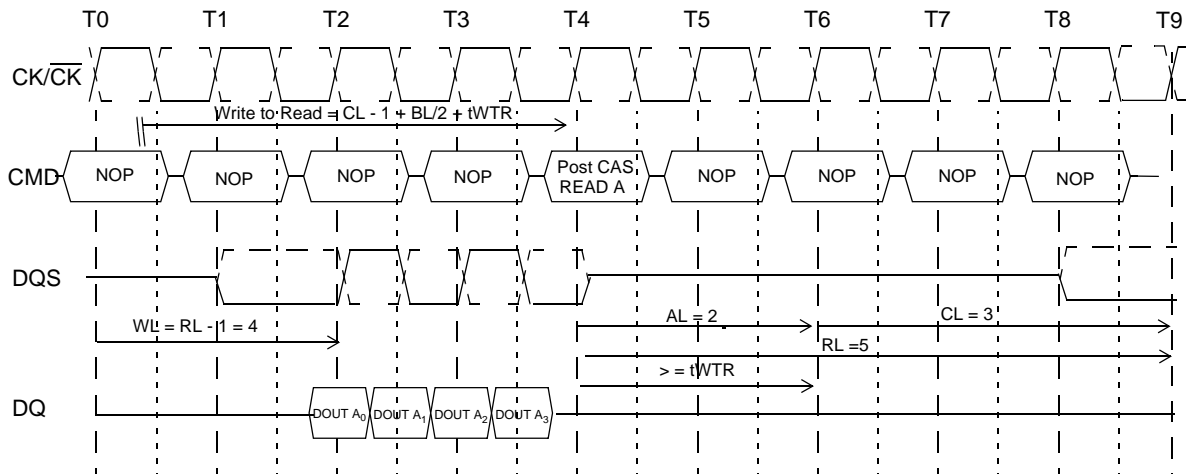 T0 T1 T2 T3 T4 T5 T6 T7 T8 T9
CK/CK
Write to Read = CL - 1 + BL/2 + tWTR
CMD NOP NOP NOP NOP Post CAS READ A NOP NOP NOP NOP
DQS
WL = RL - 1 = 4
AL = 2
CL = 3
RL =5
> = tWTR
DQ DOUT A0 DOUT A1 DOUT A2 DOUT A3